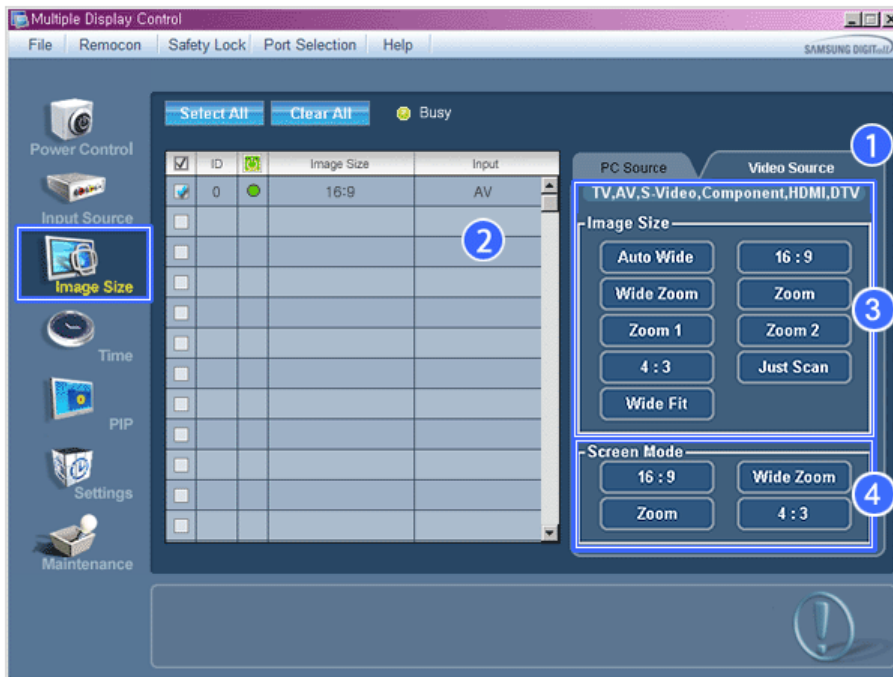 Multiple Display Control
File Remocon Safety Lock Port Selection Help
SAMSUNG DIGITall
Power Control
Input Source
Image Size
Time
PIP
Settings
Maintenance
Select All Clear All Busy
ID Image Size Input
0 16:9 AV
2
1
PC Source Video Source
TV,AV,S-Video,Component,HDMI,DTV
Image Size
Auto Wide 16 : 9
Wide Zoom Zoom
3
Zoom 1 Zoom 2
4 : 3 Just Scan
Wide Fit
Screen Mode
16 : 9 Wide Zoom
4
Zoom 4 : 3